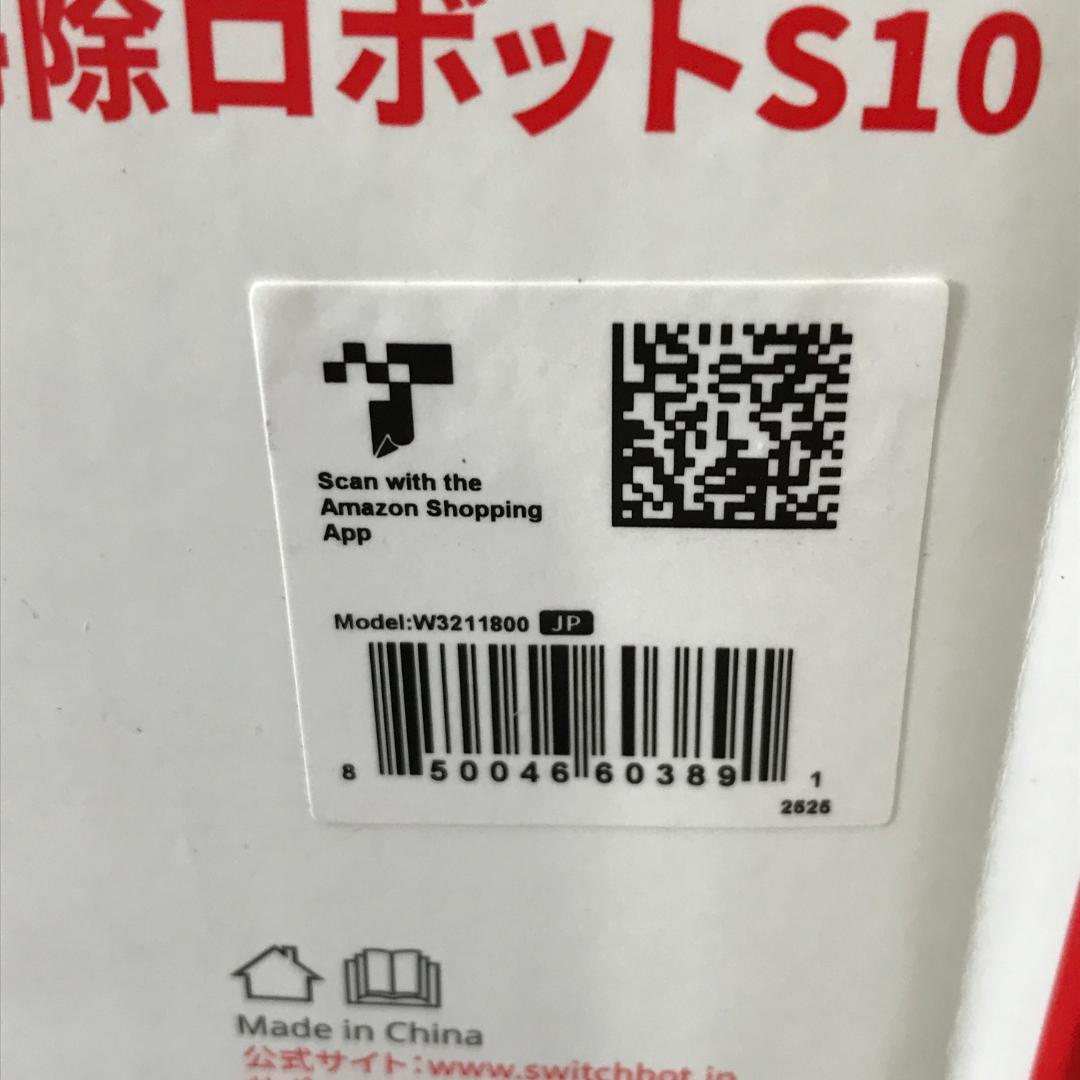 除ロボットS10
Scan with the
Amazon Shopping
App
Model:W3211800 JP
8 50046 60389 1
2525
Made in China
公式サイト:www.switchbot.jp